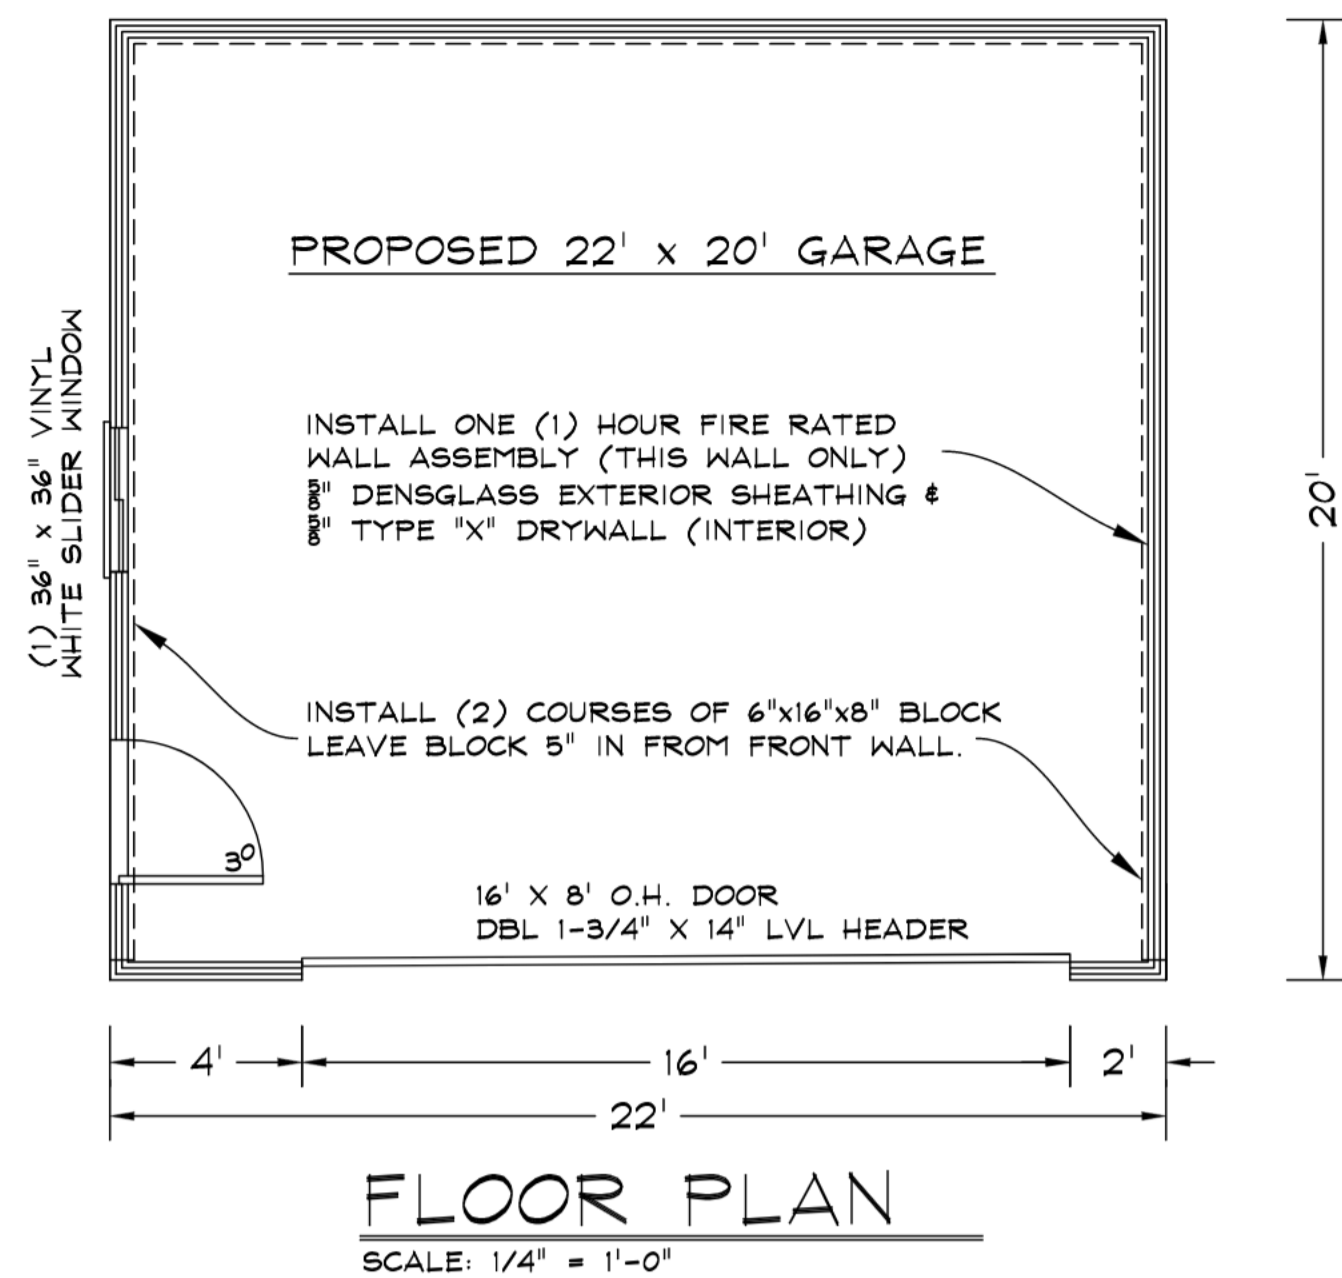 PROPOSED 22' x 20' GARAGE
(1) 36" x 36" VINYL
WHITE SLIDER WINDOW
INSTALL ONE (1) HOUR FIRE RATED
WALL ASSEMBLY (THIS WALL ONLY)
5/8" DENSGLASS EXTERIOR SHEATHING &
5/8" TYPE "X" DRYWALL (INTERIOR)
20'
INSTALL (2) COURSES OF 6"x16"x8" BLOCK
LEAVE BLOCK 5" IN FROM FRONT WALL.
3⁰
16' X 8' O.H. DOOR
DBL 1-3/4" X 14" LVL HEADER
4'
16'
2'
22'
FLOOR PLAN
SCALE: 1/4" = 1'-0"